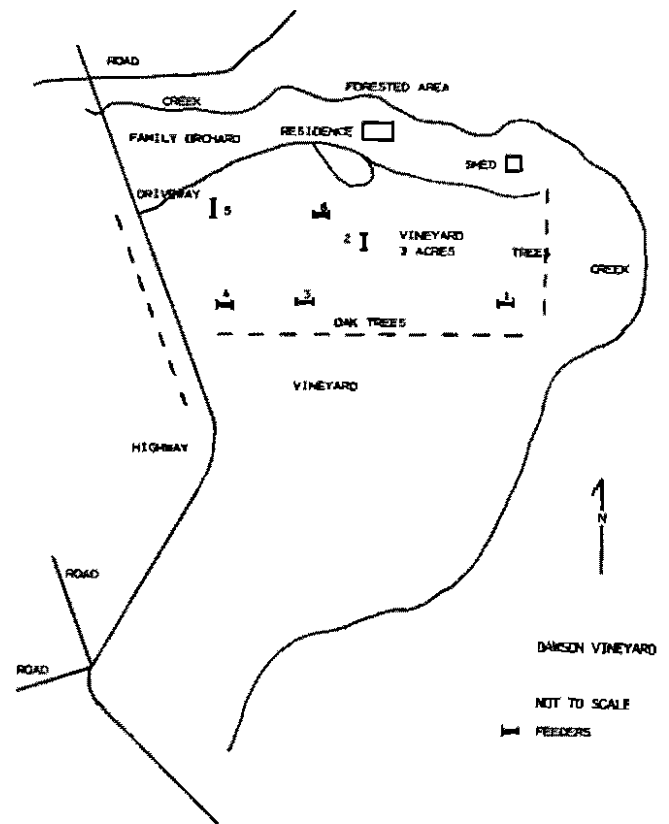 ROAD
CREEK
FORESTED AREA
FAMILY ORCHARD
RESIDENCE
SHED
DRIVEWAY
5
6
2
VINEYARD
3 ACRES
TREES
CREEK
4
3
1
OAK TREES
VINEYARD
HIGHWAY
N
ROAD
ROAD
DAWSON VINEYARD
NOT TO SCALE
FEEDERS